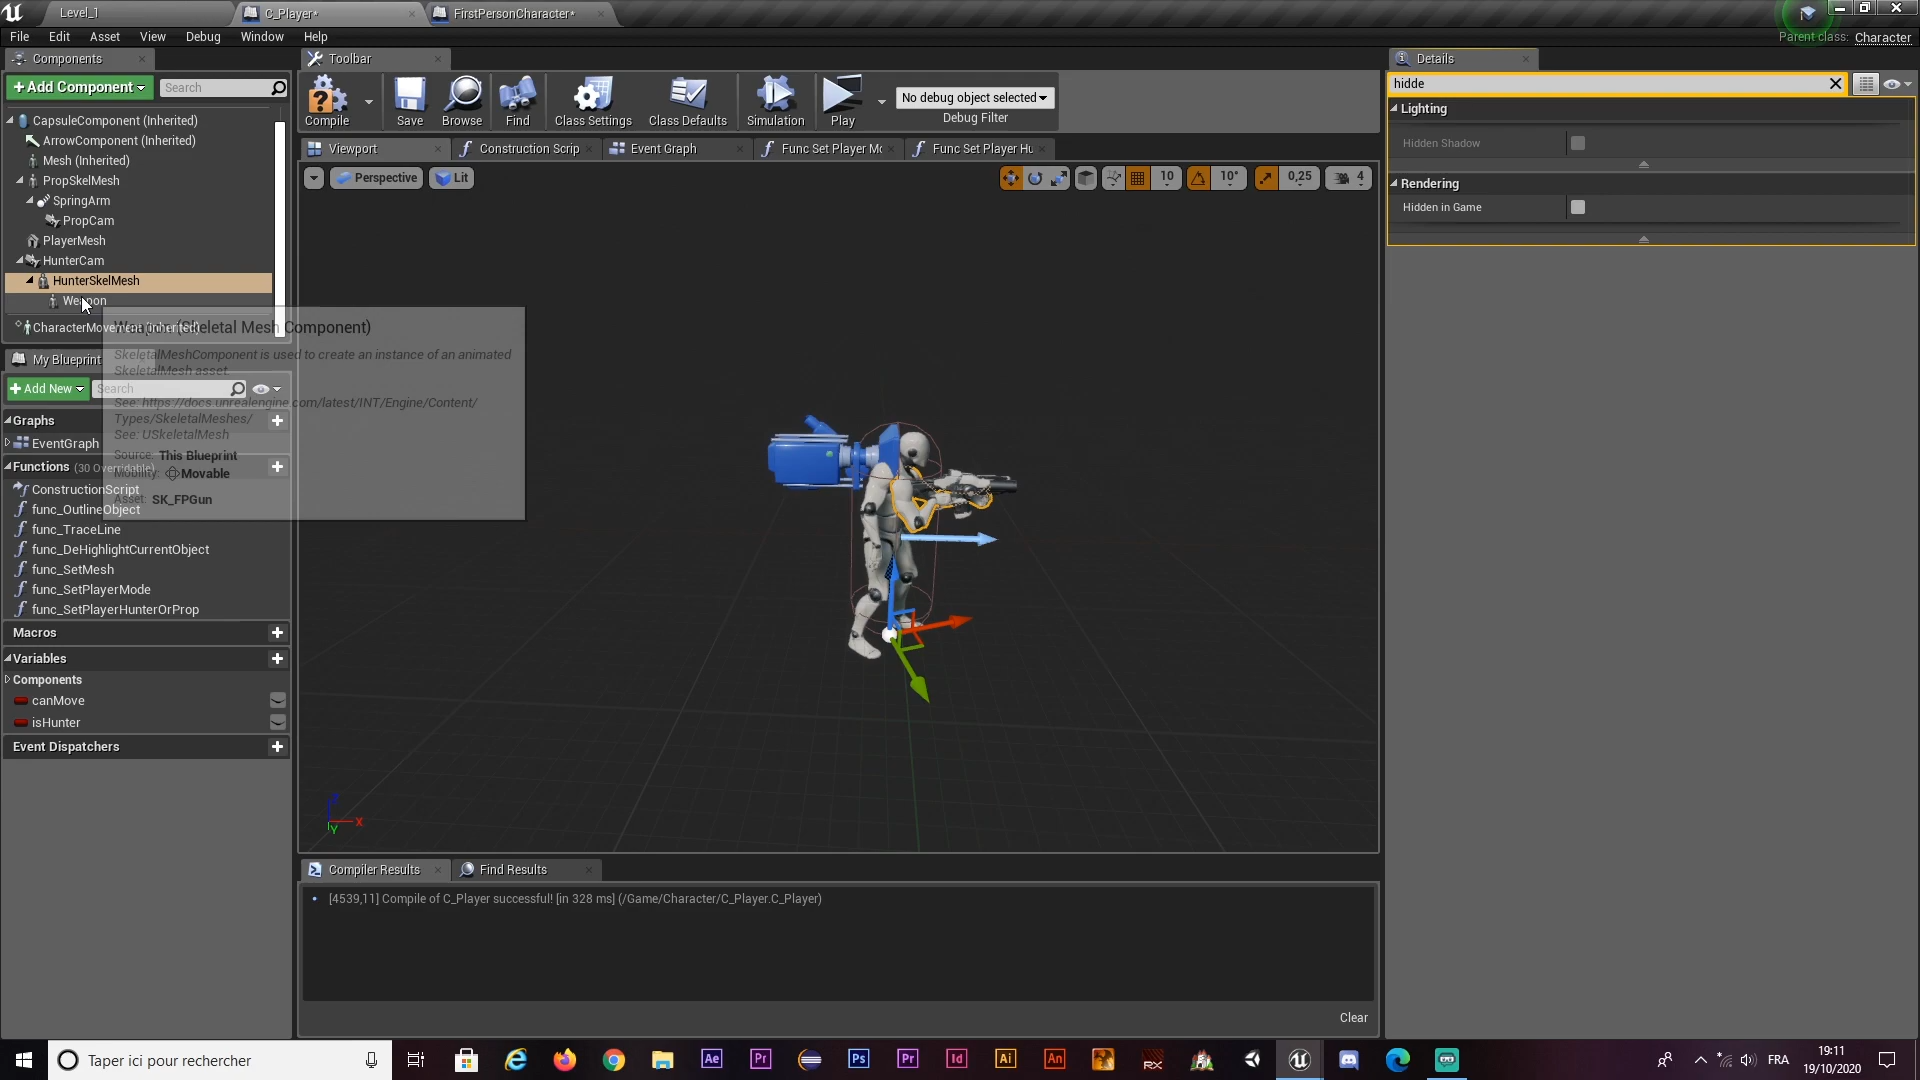 Level_1
C_Player*
FirstPersonCharacter*
File Edit Asset View Debug Window Help
Parent class: Character
Components
Toolbar
Details
+Add Component
Search
Compile
Save
Browse
Find
Class Settings
Class Defaults
Simulation
Play
No debug object selected
Debug Filter
hidde
Lighting
Hidden Shadow
Rendering
Hidden in Game
CapsuleComponent (Inherited)
ArrowComponent (Inherited)
Mesh (Inherited)
PropSkelMesh
SpringArm
PropCam
PlayerMesh
HunterCam
HunterSkelMesh
Weapon
Viewport
Construction Scrip
Event Graph
Func Set Player Mo
Func Set Player Hu
Perspective
Lit
10
10°
0,25
4
(Skeletal Mesh Component)
SkeletalMeshComponent is used to create an instance of an animated
SkeletalMesh asset.
See: https://docs.unrealengine.com/latest/INT/Engine/Content/
Types/SkeletalMeshes/
See: USkeletalMesh
Source: This Blueprint
Mobility: Movable
Asset: SK_FPGun
My Blueprint
+Add New
Search
Graphs
EventGraph
Functions (30 Overridable)
ConstructionScript
func_OutlineObject
func_TraceLine
func_DeHighlightCurrentObject
func_SetMesh
func_SetPlayerMode
func_SetPlayerHunterOrProp
Macros
Variables
Components
canMove
isHunter
Event Dispatchers
X
Y
Compiler Results
Find Results
[4539,11] Compile of C_Player successful! [in 328 ms] (/Game/Character/C_Player.C_Player)
Clear
Taper ici pour rechercher
Ae
Pr
Ps
Pr
Id
Ai
An
RX
FRA
19:11
19/10/2020